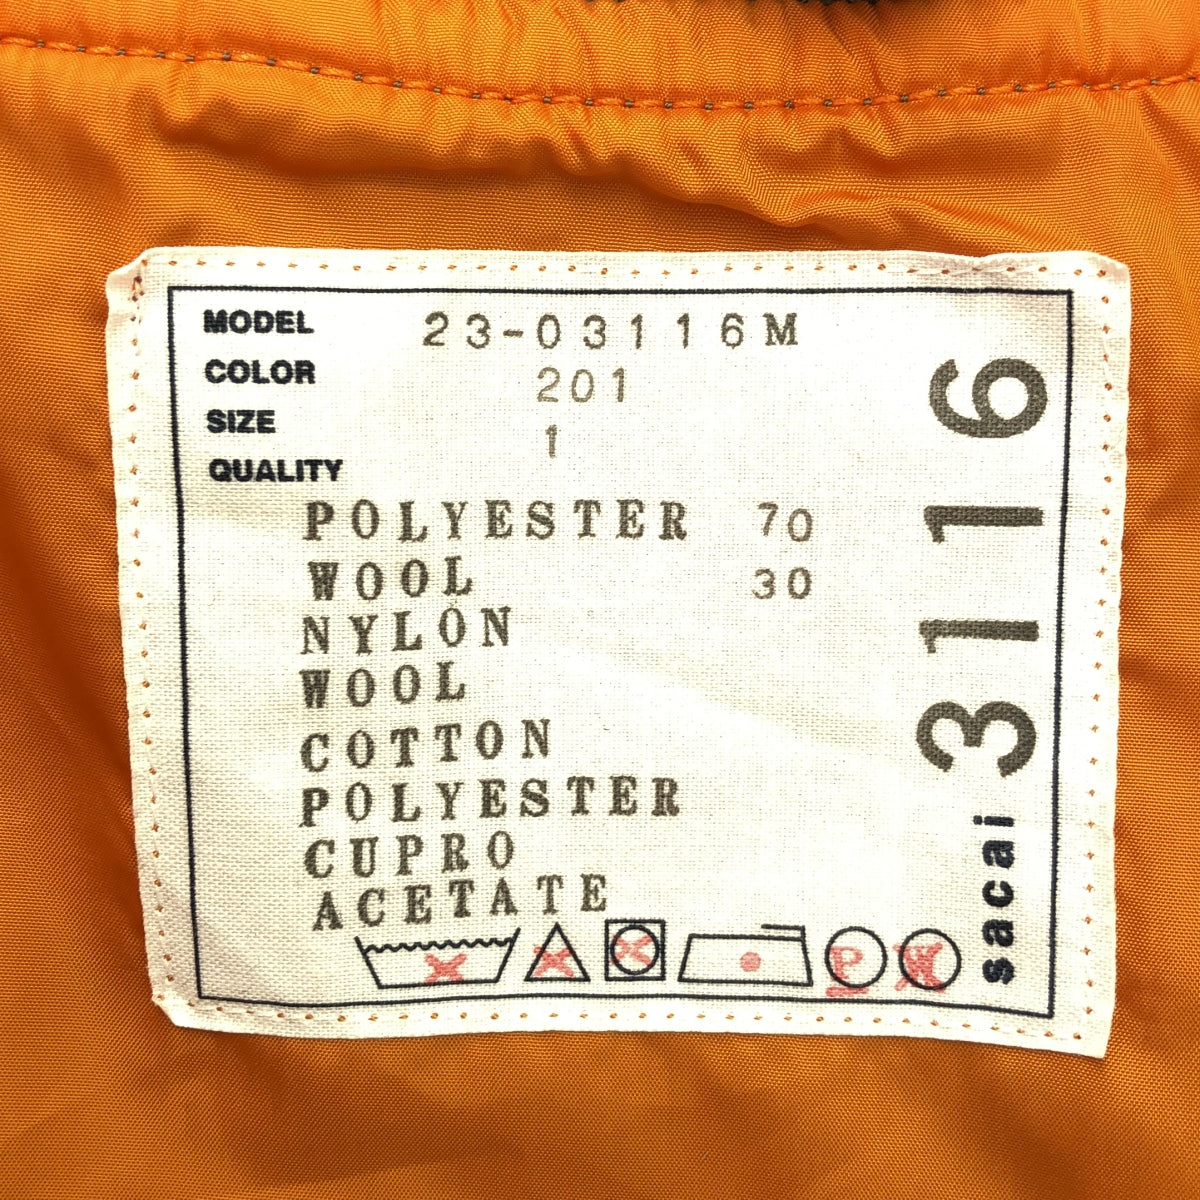 MODEL 23-03116M
COLOR 201
SIZE 1
QUALITY
POLYESTER 70
WOOL 30
NYLON
WOOL
COTTON
POLYESTER
CUPRO
ACETATE
P W
sacai 3116